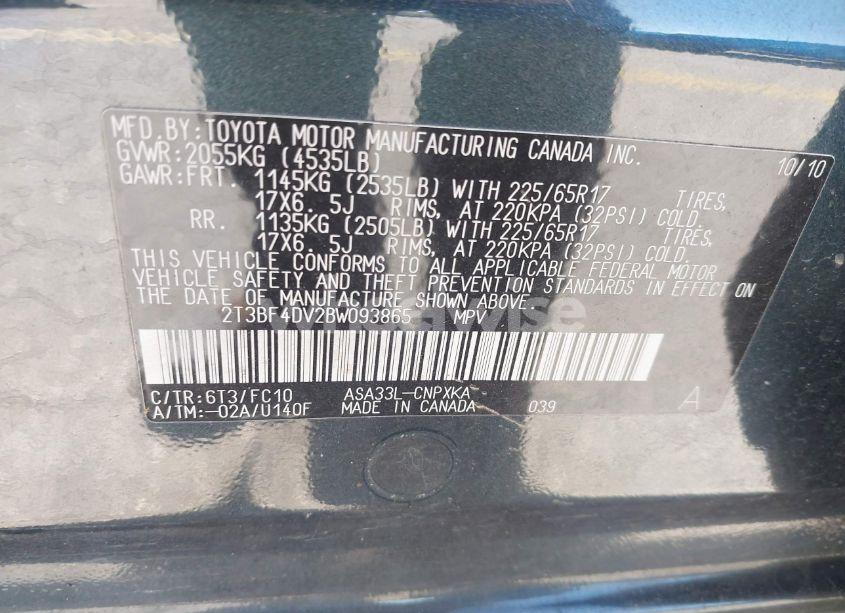 MFD.BY:TOYOTA MOTOR MANUFACTURING CANADA INC. 10/10
GVWR:2055KG (4535LB)
GAWR:FRT. 1145KG (2535LB) WITH 225/65R17 TIRES,
17X6. 5J RIMS, AT 220KPA (32PSI) COLD.
RR. 1135KG (2505LB) WITH 225/65R17 TIRES,
17X6. 5J RIMS, AT 220KPA (32PSI) COLD.
THIS VEHICLE CONFORMS TO ALL APPLICABLE FEDERAL MOTOR
VEHICLE SAFETY AND THEFT PREVENTION STANDARDS IN EFFECT ON
THE DATE OF MANUFACTURE SHOWN ABOVE.
2T3BF4DV2BW093865 MPV
C/TR:6T3/FC10 ASA33L-CNPXKA
A/TM:-02A/U140F MADE IN CANADA 039 A